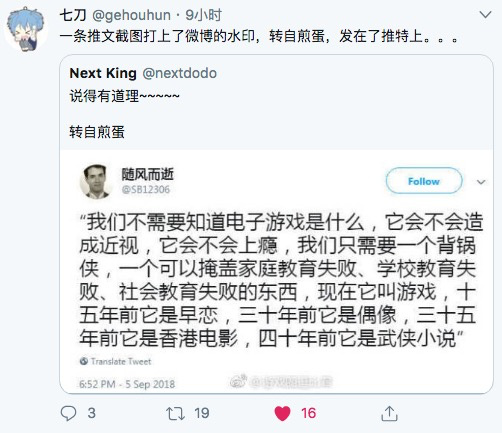 七刀 @gehouhun · 9小时
一条推文截图打上了微博的水印，转自煎蛋，发在了推特上。。。
Next King @nextdodo
说得有道理~~~~~
转自煎蛋
随风而逝
@SB12306
Follow
“我们不需要知道电子游戏是什么，它会不会造
成近视，它会不会上瘾，我们只需要一个背锅
侠，一个可以掩盖家庭教育失败、学校教育失
败、社会教育失败的东西，现在它叫游戏，十
五年前它是早恋，三十年前它是偶像，三十五
年前它是香港电影，四十年前它是武侠小说”
Translate Tweet
6:52 PM - 5 Sep 2018
3 19 16